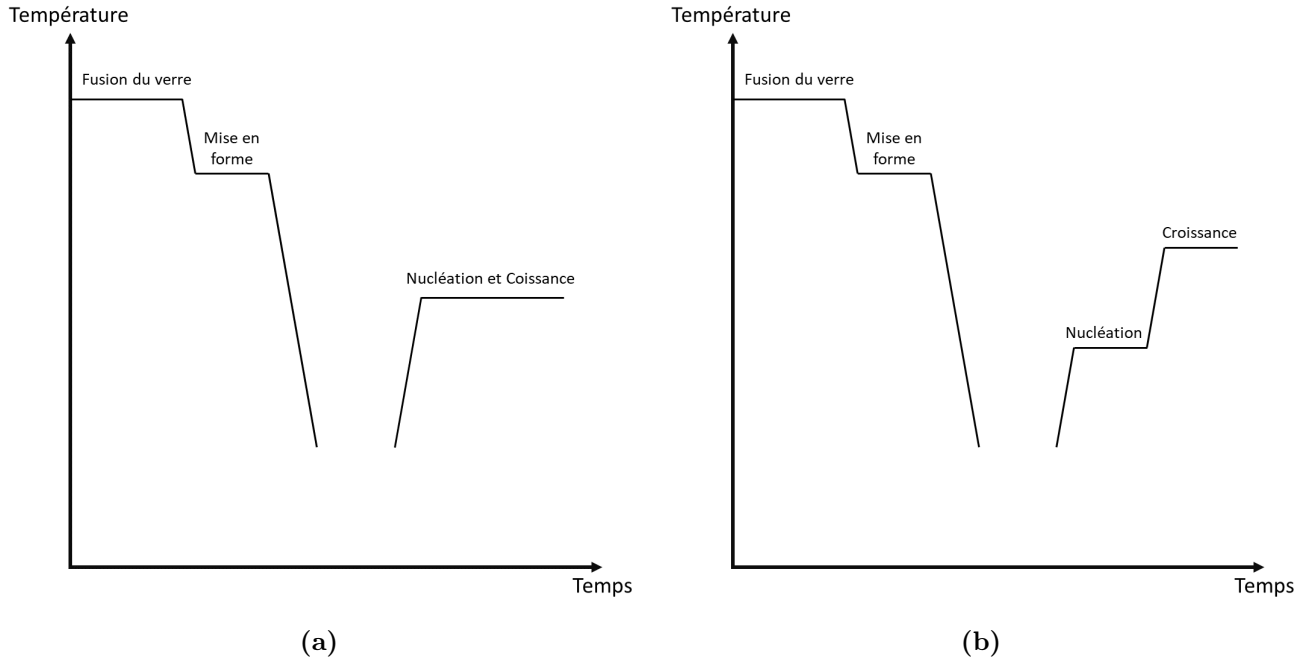 Température
Fusion du verre
Mise en
forme
Nucléation et Coissance
Temps
(a)
Température
Fusion du verre
Mise en
forme
Croissance
Nucléation
Temps
(b)